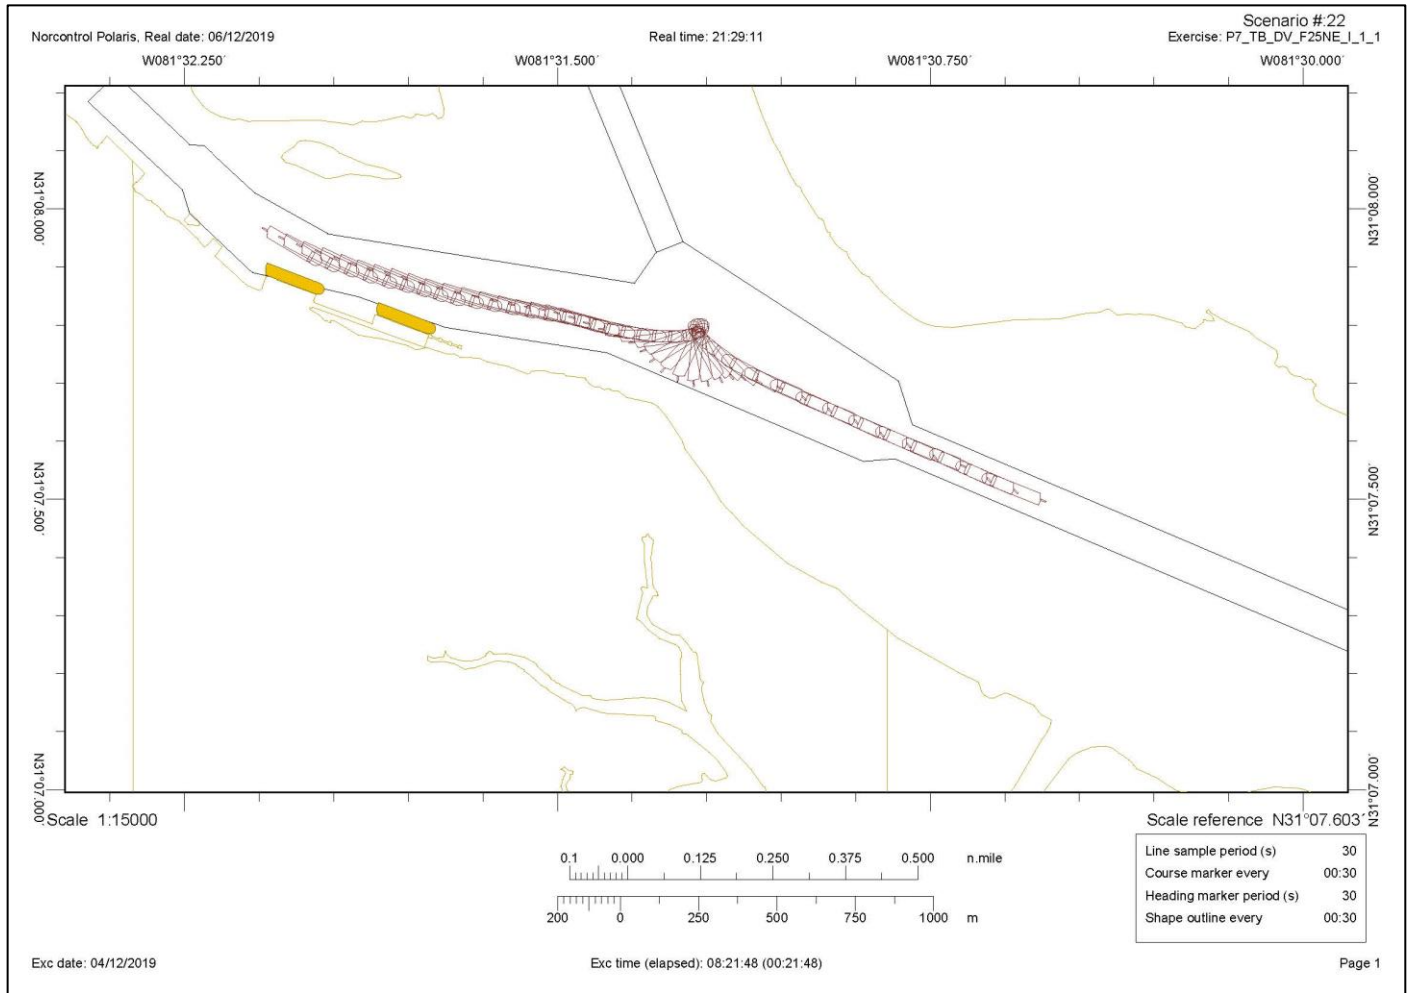 Scenario #:22
Norcontrol Polaris, Real date: 06/12/2019 Real time: 21:29:11 Exercise: P7_TB_DV_F25NE_I_1_1
W081°32.250' W081°31.500' W081°30.750' W081°30.000'
N31°08.000' N31°08.000'
N31°07.500' N31°07.500'
N31°07.000' N31°07.000'
Scale 1:15000 Scale reference N31°07.603'
0.1 0.000 0.125 0.250 0.375 0.500 n.mile
200 0 250 500 750 1000 m
Line sample period (s) 30
Course marker every 00:30
Heading marker period (s) 30
Shape outline every 00:30
Exc date: 04/12/2019 Exc time (elapsed): 08:21:48 (00:21:48) Page 1